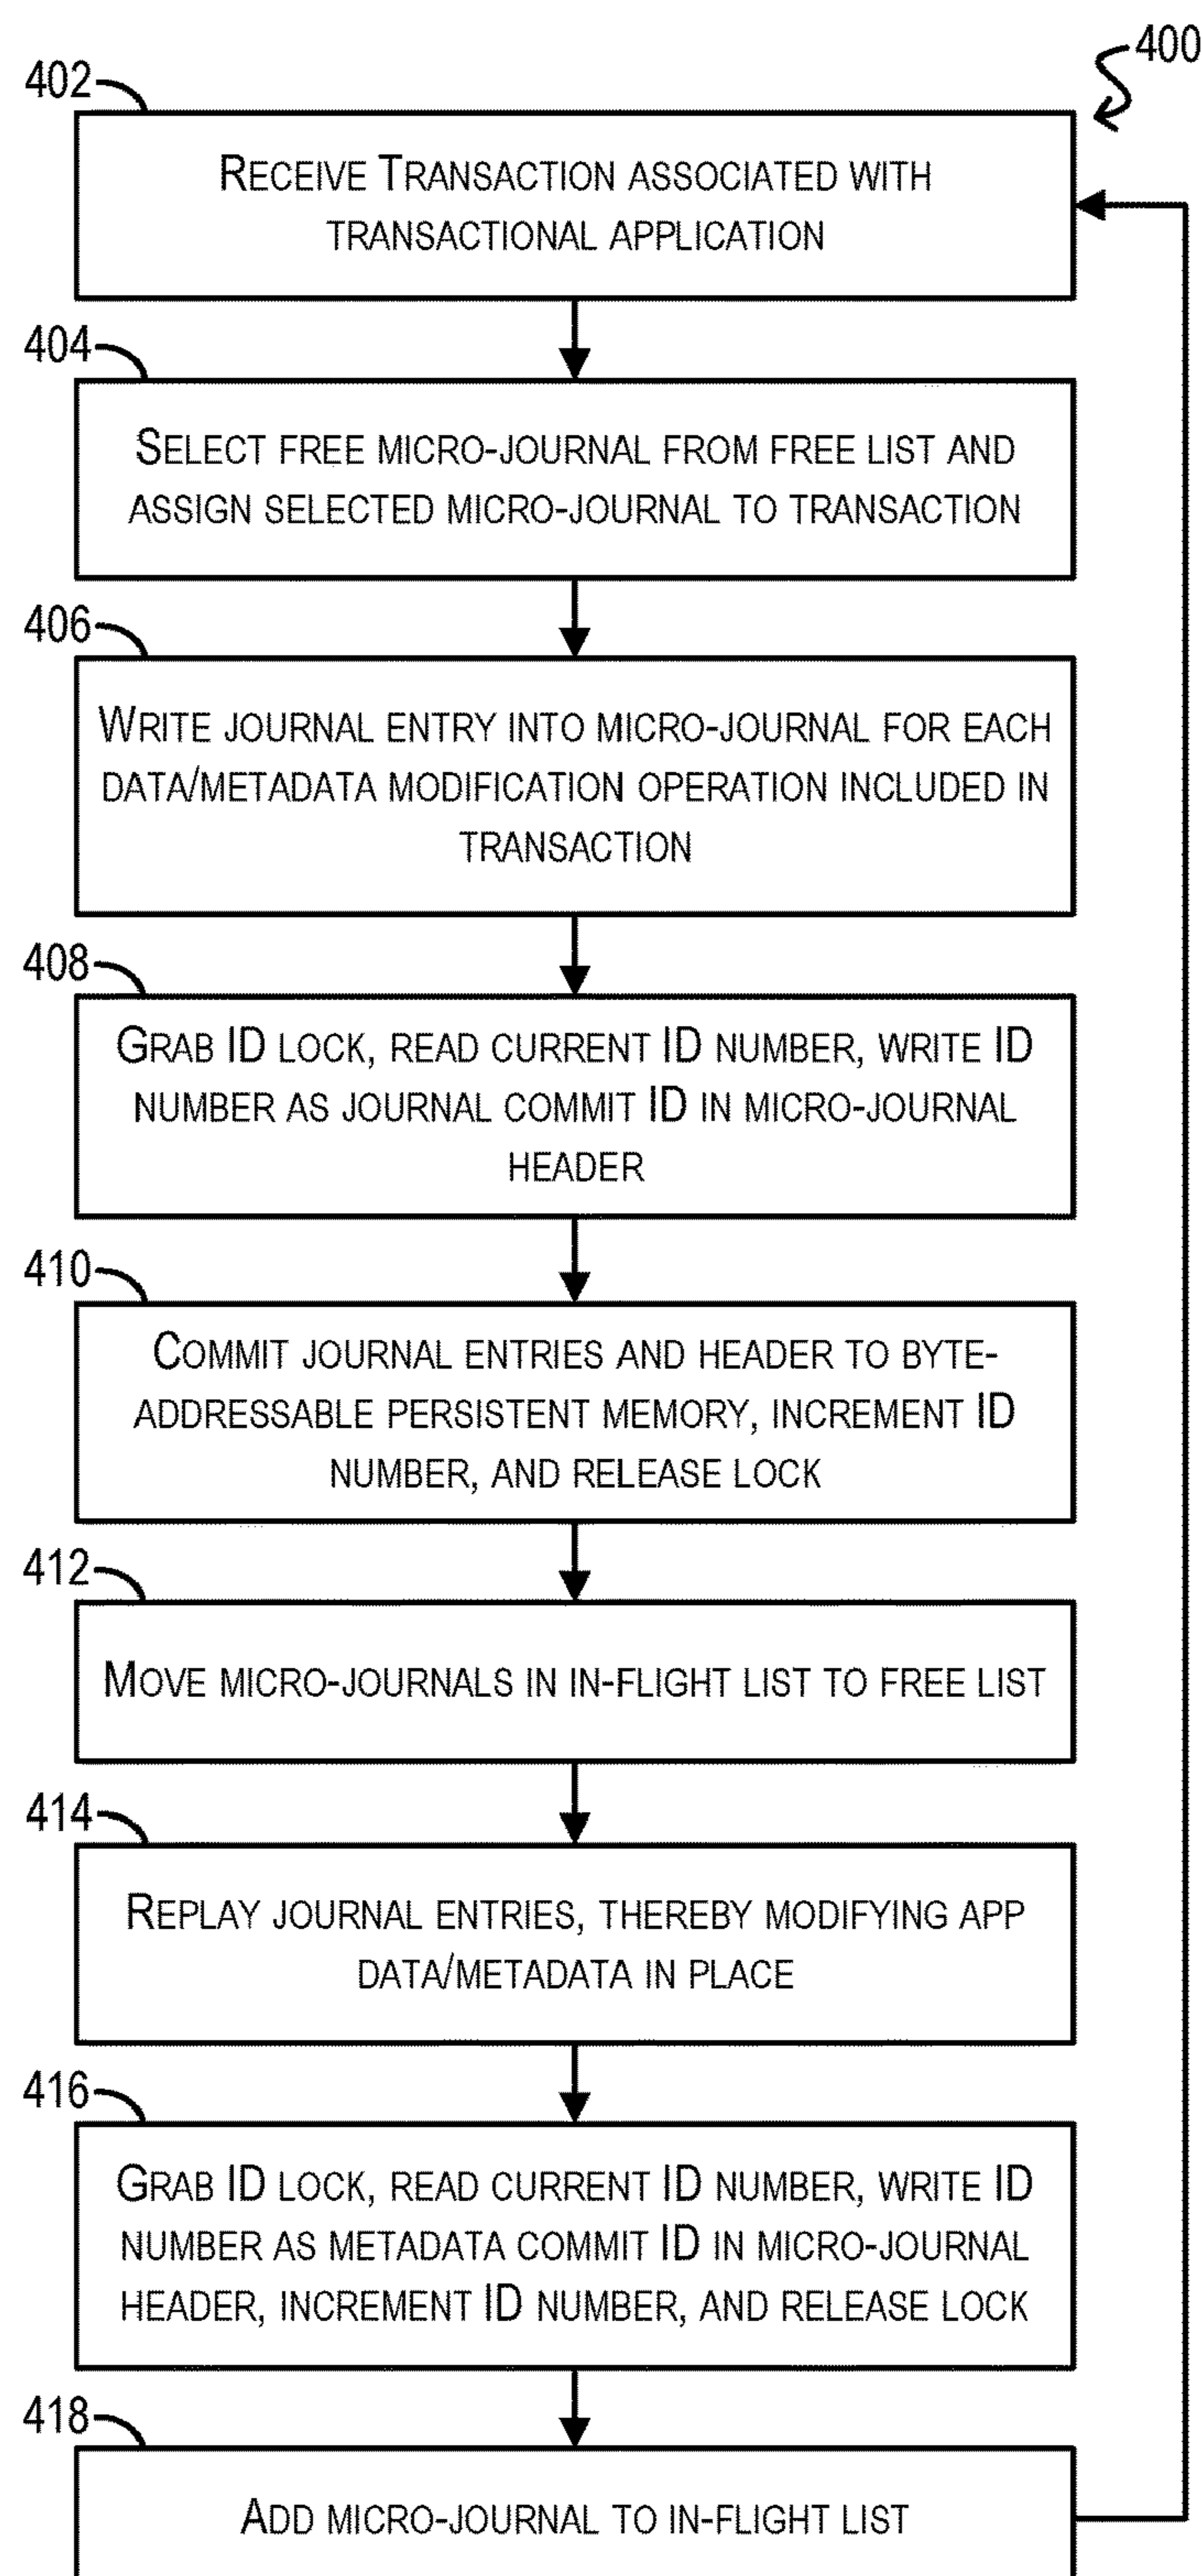 400
402
RECEIVE TRANSACTION ASSOCIATED WITH
TRANSACTIONAL APPLICATION
404
SELECT FREE MICRO-JOURNAL FROM FREE LIST AND
ASSIGN SELECTED MICRO-JOURNAL TO TRANSACTION
406
WRITE JOURNAL ENTRY INTO MICRO-JOURNAL FOR EACH
DATA/METADATA MODIFICATION OPERATION INCLUDED IN
TRANSACTION
408
GRAB ID LOCK, READ CURRENT ID NUMBER, WRITE ID
NUMBER AS JOURNAL COMMIT ID IN MICRO-JOURNAL
HEADER
410
COMMIT JOURNAL ENTRIES AND HEADER TO BYTE-
ADDRESSABLE PERSISTENT MEMORY, INCREMENT ID
NUMBER, AND RELEASE LOCK
412
MOVE MICRO-JOURNALS IN IN-FLIGHT LIST TO FREE LIST
414
REPLAY JOURNAL ENTRIES, THEREBY MODIFYING APP
DATA/METADATA IN PLACE
416
GRAB ID LOCK, READ CURRENT ID NUMBER, WRITE ID
NUMBER AS METADATA COMMIT ID IN MICRO-JOURNAL
HEADER, INCREMENT ID NUMBER, AND RELEASE LOCK
418
ADD MICRO-JOURNAL TO IN-FLIGHT LIST